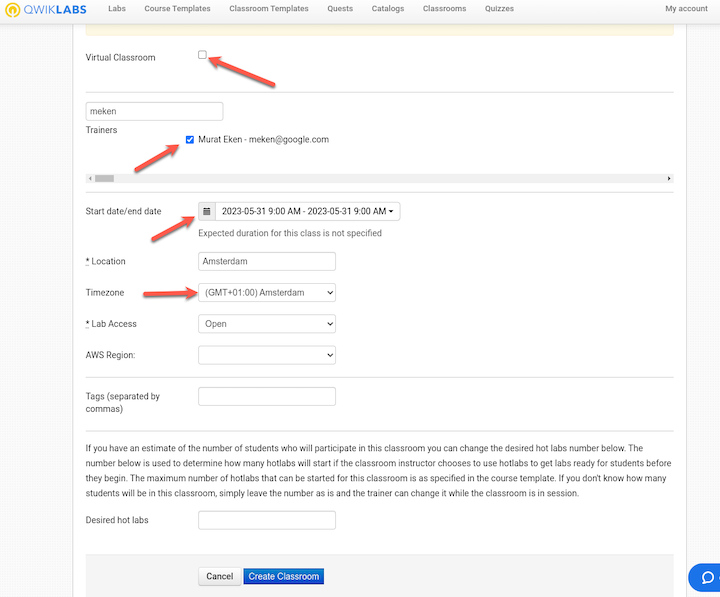 QWIKLABS Labs Course Templates Classroom Templates Quests Catalogs Classrooms Quizzes My account
Virtual Classroom
meken
Trainers
Murat Eken - meken@google.com
Start date/end date 2023-05-31 9:00 AM - 2023-05-31 9:00 AM
Expected duration for this class is not specified
* Location Amsterdam
Timezone (GMT+01:00) Amsterdam
* Lab Access Open
AWS Region:
Tags (separated by
commas)
If you have an estimate of the number of students who will participate in this classroom you can change the desired hot labs number below. The
number below is used to determine how many hotlabs will start if the classroom instructor chooses to use hotlabs to get labs ready for students before
they begin. The maximum number of hotlabs that can be started for this classroom is as specified in the course template. If you don't know how many
students will be in this classroom, simply leave the number as is and the trainer can change it while the classroom is in session.
Desired hot labs
Cancel Create Classroom